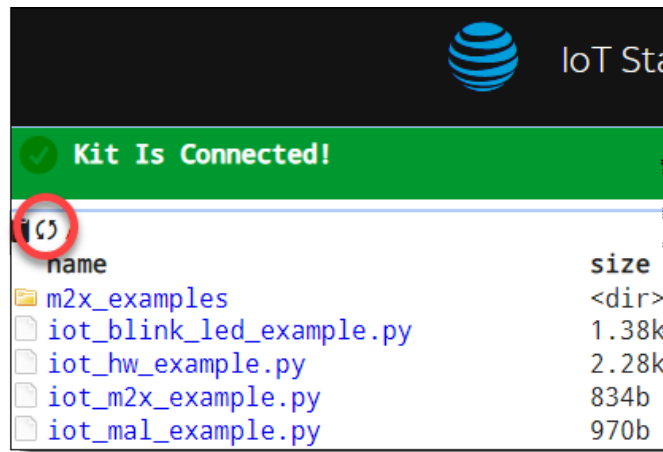 IoT Sta
Kit Is Connected!
name size
m2x_examples <dir>
iot_blink_led_example.py 1.38k
iot_hw_example.py 2.28k
iot_m2x_example.py 834b
iot_mal_example.py 970b